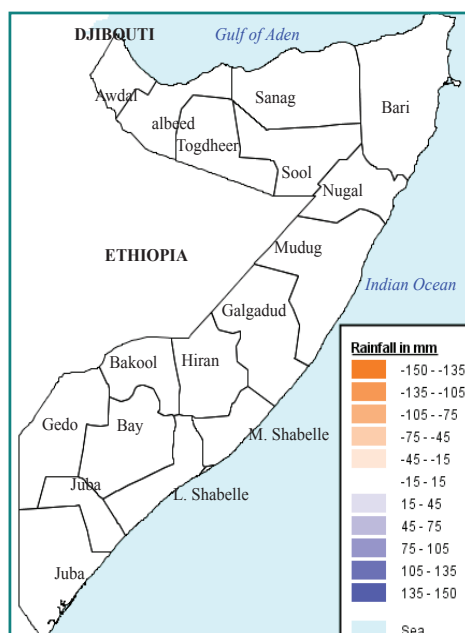 DJIBOUTI
Gulf of Aden
Awdal
Sanag
Bari
albeed
Togdheer
Sool
Nugal
Mudug
ETHIOPIA
Indian Ocean
Galgadud
Bakool
Hiran
Gedo
Bay
M. Shabelle
Juba
L. Shabelle
Juba
Rainfall in mm
-150 - -135
-135 - -105
-105 - -75
-75 - -45
-45 - -15
-15 - 15
15 - 45
45 - 75
75 - 105
105 - 135
135 - 150
Sea